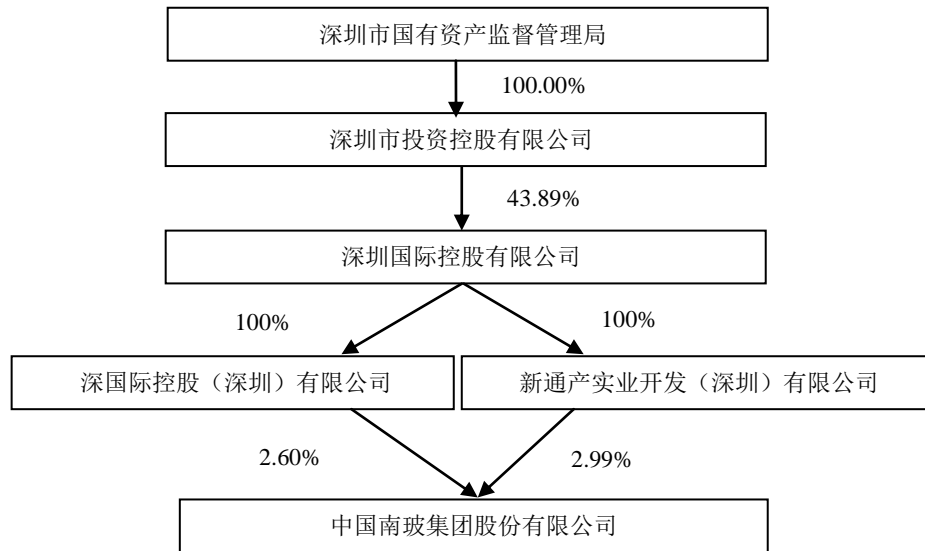 深圳市国有资产监督管理局
100.00%
深圳市投资控股有限公司
43.89%
深圳国际控股有限公司
100%
100%
深国际控股（深圳）有限公司
新通产实业开发（深圳）有限公司
2.60%
2.99%
中国南玻集团股份有限公司